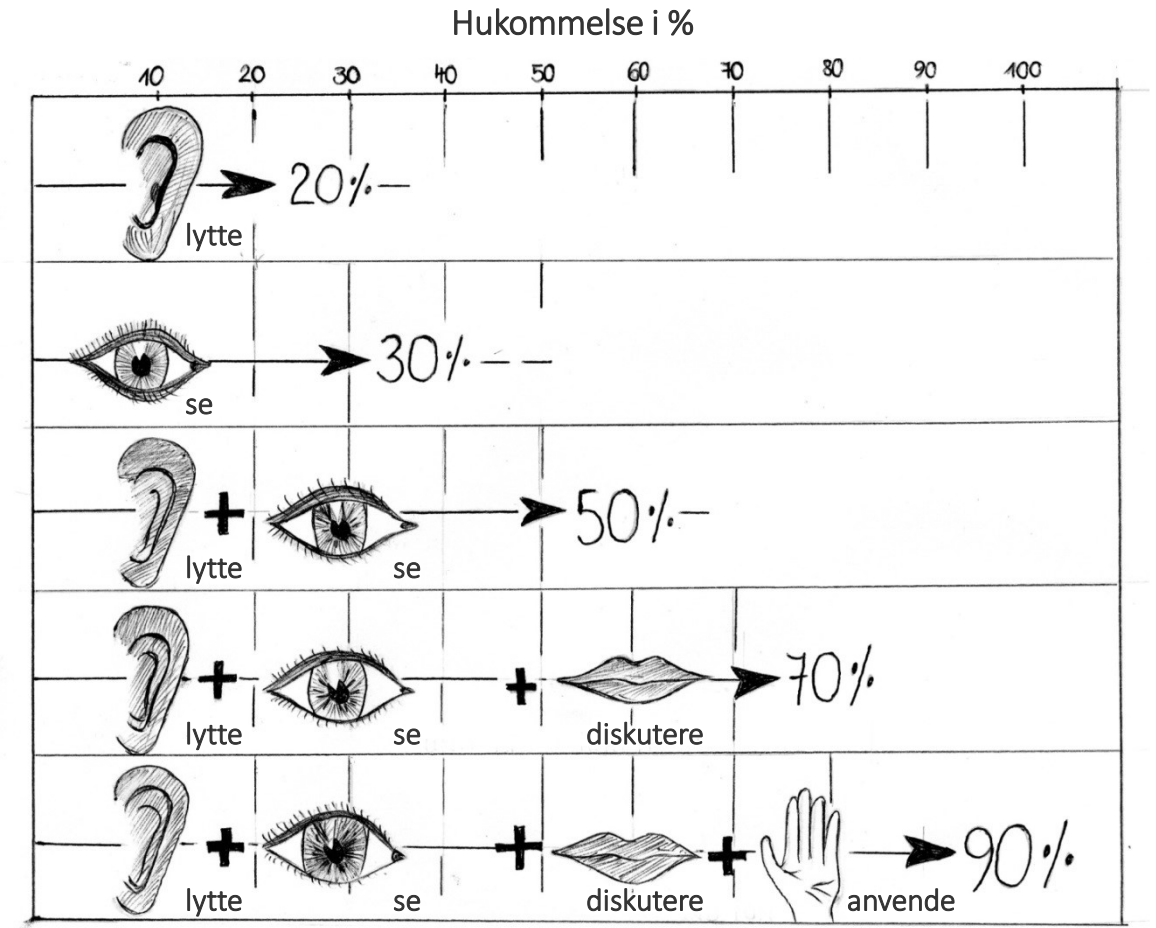 Hukommelse i %
10 20 30 40 50 60 70 80 90 100
20%
lytte
30%
se
50%
lytte se
70%
lytte se diskutere
90%
lytte se diskutere anvende